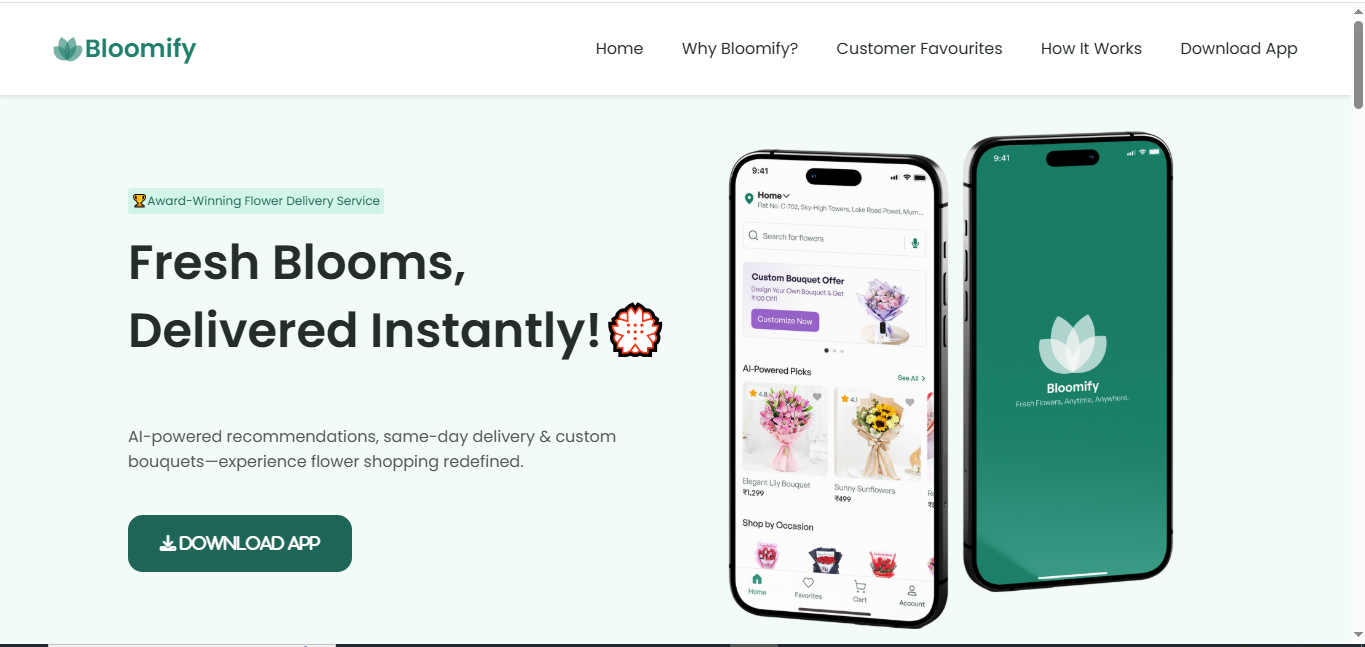 Bloomify
Home
Why Bloomify?
Customer Favourites
How It Works
Download App
Award-Winning Flower Delivery Service
Fresh Blooms,
Delivered Instantly!
AI-powered recommendations, same-day delivery & custom
bouquets—experience flower shopping redefined.
DOWNLOAD APP
9:41
Home
Flat No. C-702, Sky-High Towers, Lake Road Powai, Mum...
Search for flowers
Custom Bouquet Offer
Design Your Own Bouquet & Get
₹100 Off!
Customize Now
AI-Powered Picks
See All
4.8
4.1
Elegant Lily Bouquet
₹1,299
Sunny Sunflowers
₹499
Shop by Occasion
Home
Favorites
Cart
Account
9:41
Bloomify
Fresh Flowers, Anytime, Anywhere.